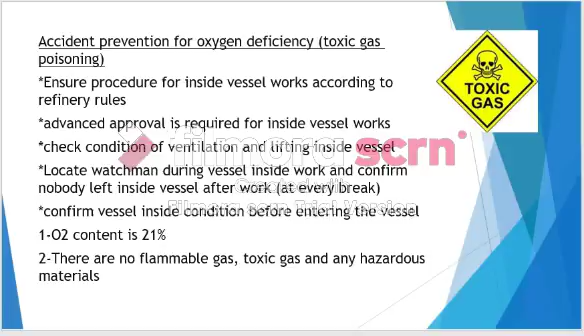 Accident prevention for oxygen deficiency (toxic gas
poisoning)
*Ensure procedure for inside vessel works according to
refinery rules
*advanced approval is required for inside vessel works
*check condition of ventilation and lifting inside vessel
*Locate watchman during vessel inside work and confirm
nobody left inside vessel after work (at every break)
*confirm vessel inside condition before entering the vessel
1-O2 content is 21%
2-There are no flammable gas, toxic gas and any hazardous
materials
TOXIC
GAS
filmora scrn
Filmora scrn Trial Version